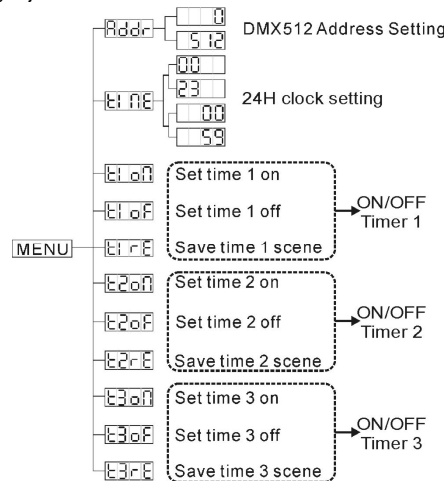 Addr
0
512
DMX512 Address Setting
tIME
00
23
00
59
24H clock setting
MENU
t1on
Set time 1 on
t1oF
Set time 1 off
t1rE
Save time 1 scene
ON/OFF
Timer 1
t2on
Set time 2 on
t2oF
Set time 2 off
t2rE
Save time 2 scene
ON/OFF
Timer 2
t3on
Set time 3 on
t3oF
Set time 3 off
t3rE
Save time 3 scene
ON/OFF
Timer 3